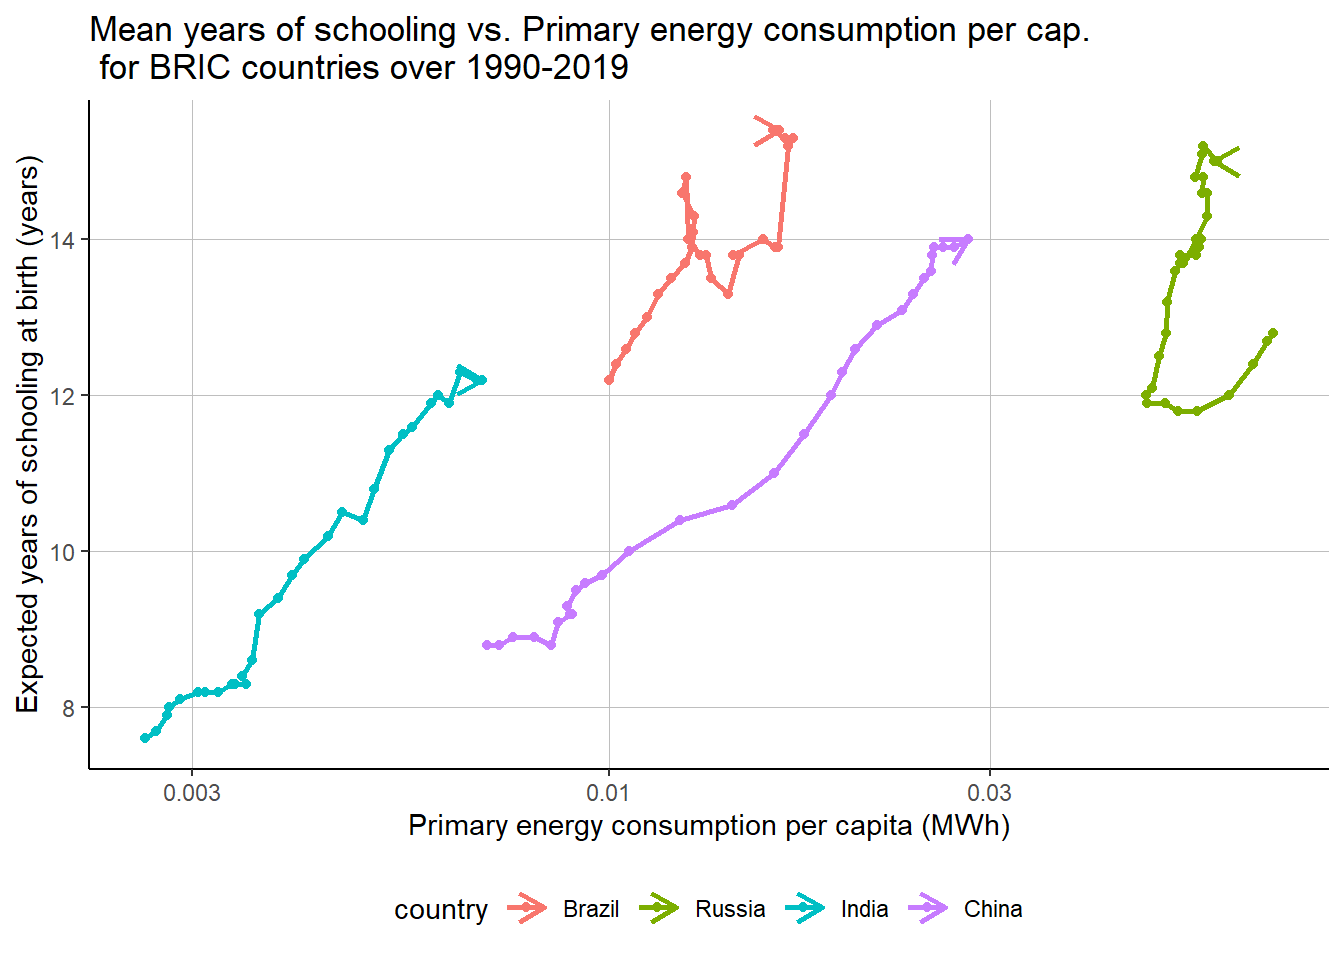 Mean years of schooling vs. Primary energy consumption per cap.
for BRIC countries over 1990-2019
Expected years of schooling at birth (years)
14
12
10
8
0.003
0.01
0.03
Primary energy consumption per capita (MWh)
country
Brazil
Russia
India
China